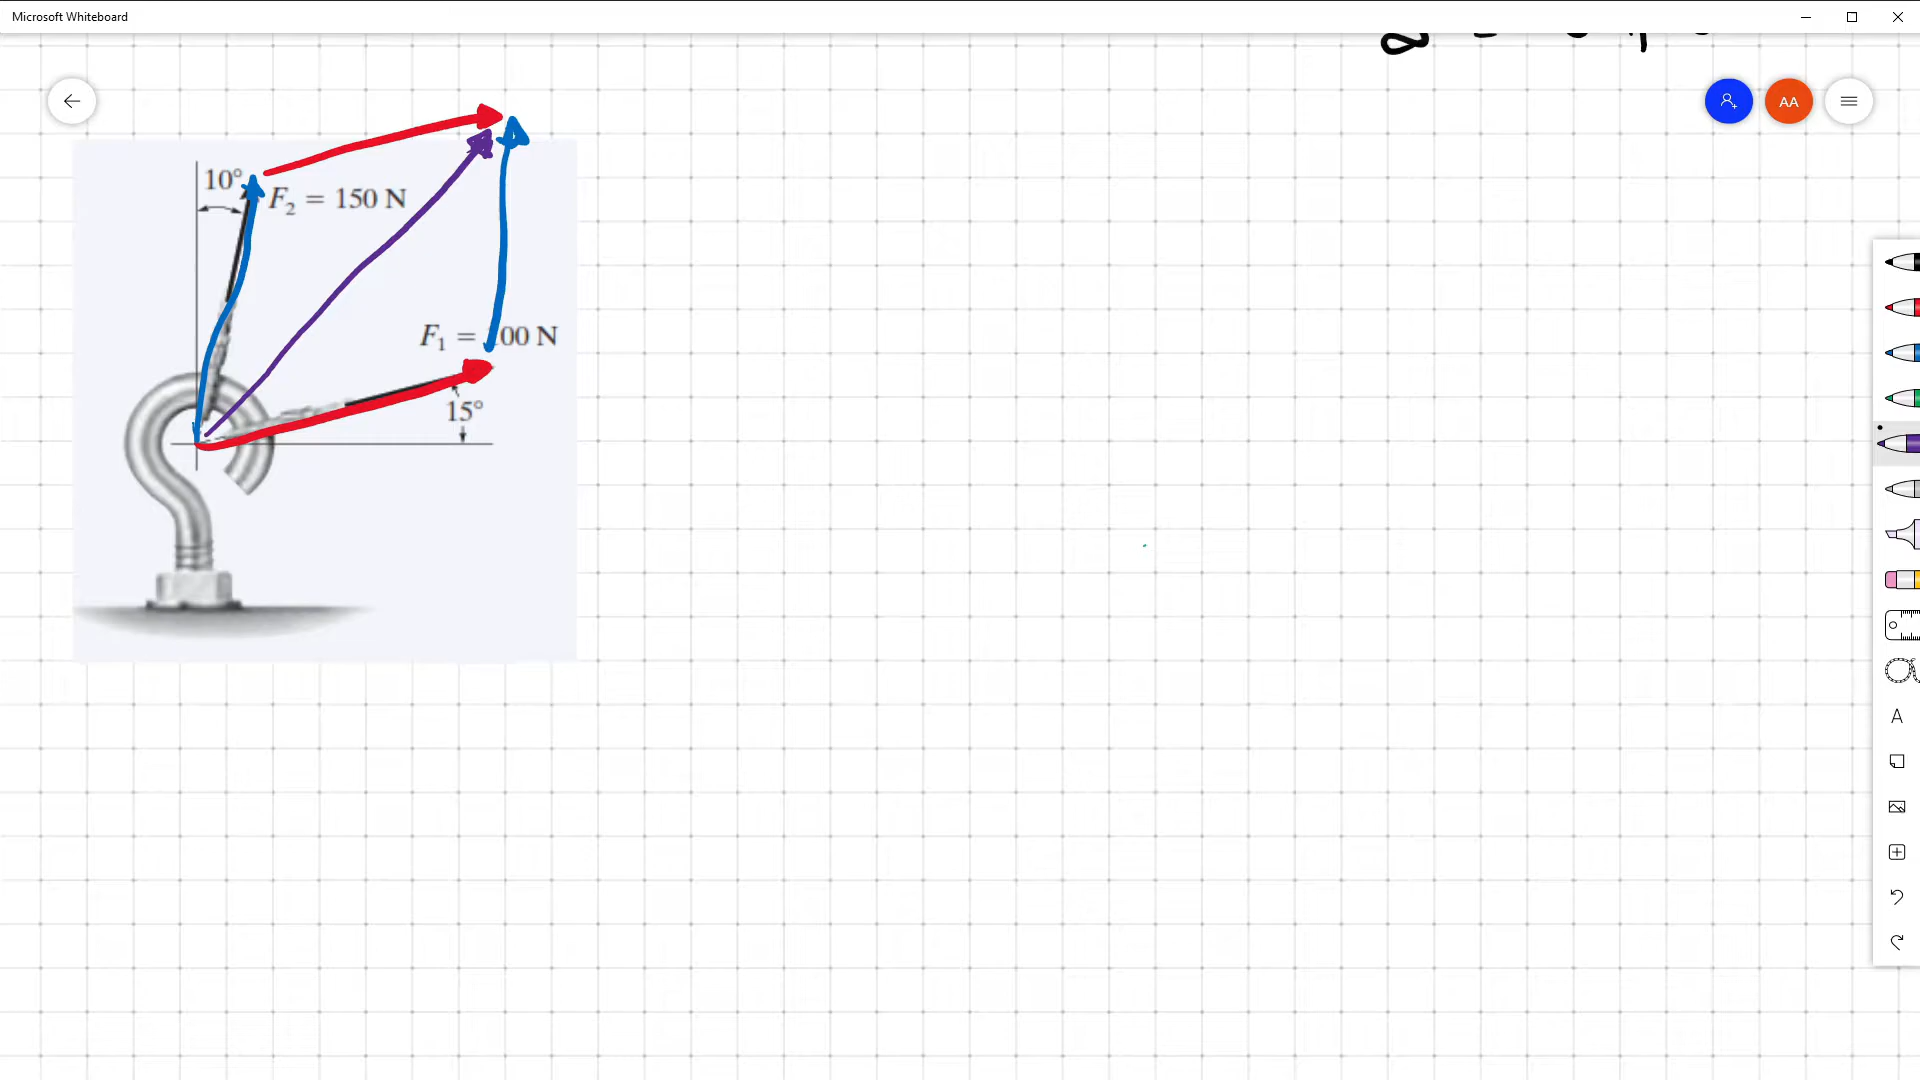 Microsoft Whiteboard
AA
10°
F₂ = 150 N
F₁ = 00 N
15°
A